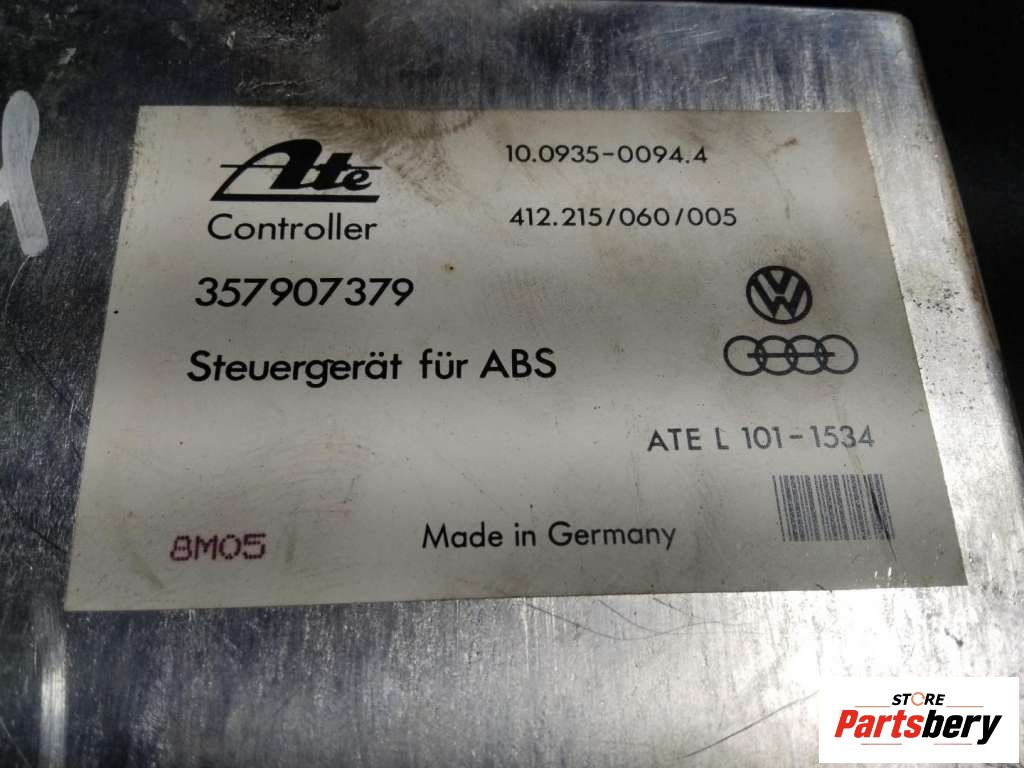 Ate
10.0935-0094.4
Controller
412.215/060/005
357907379
VW
Steuergerät für ABS
ATE L 101-1534
8M05
Made in Germany
STORE
Partsbery